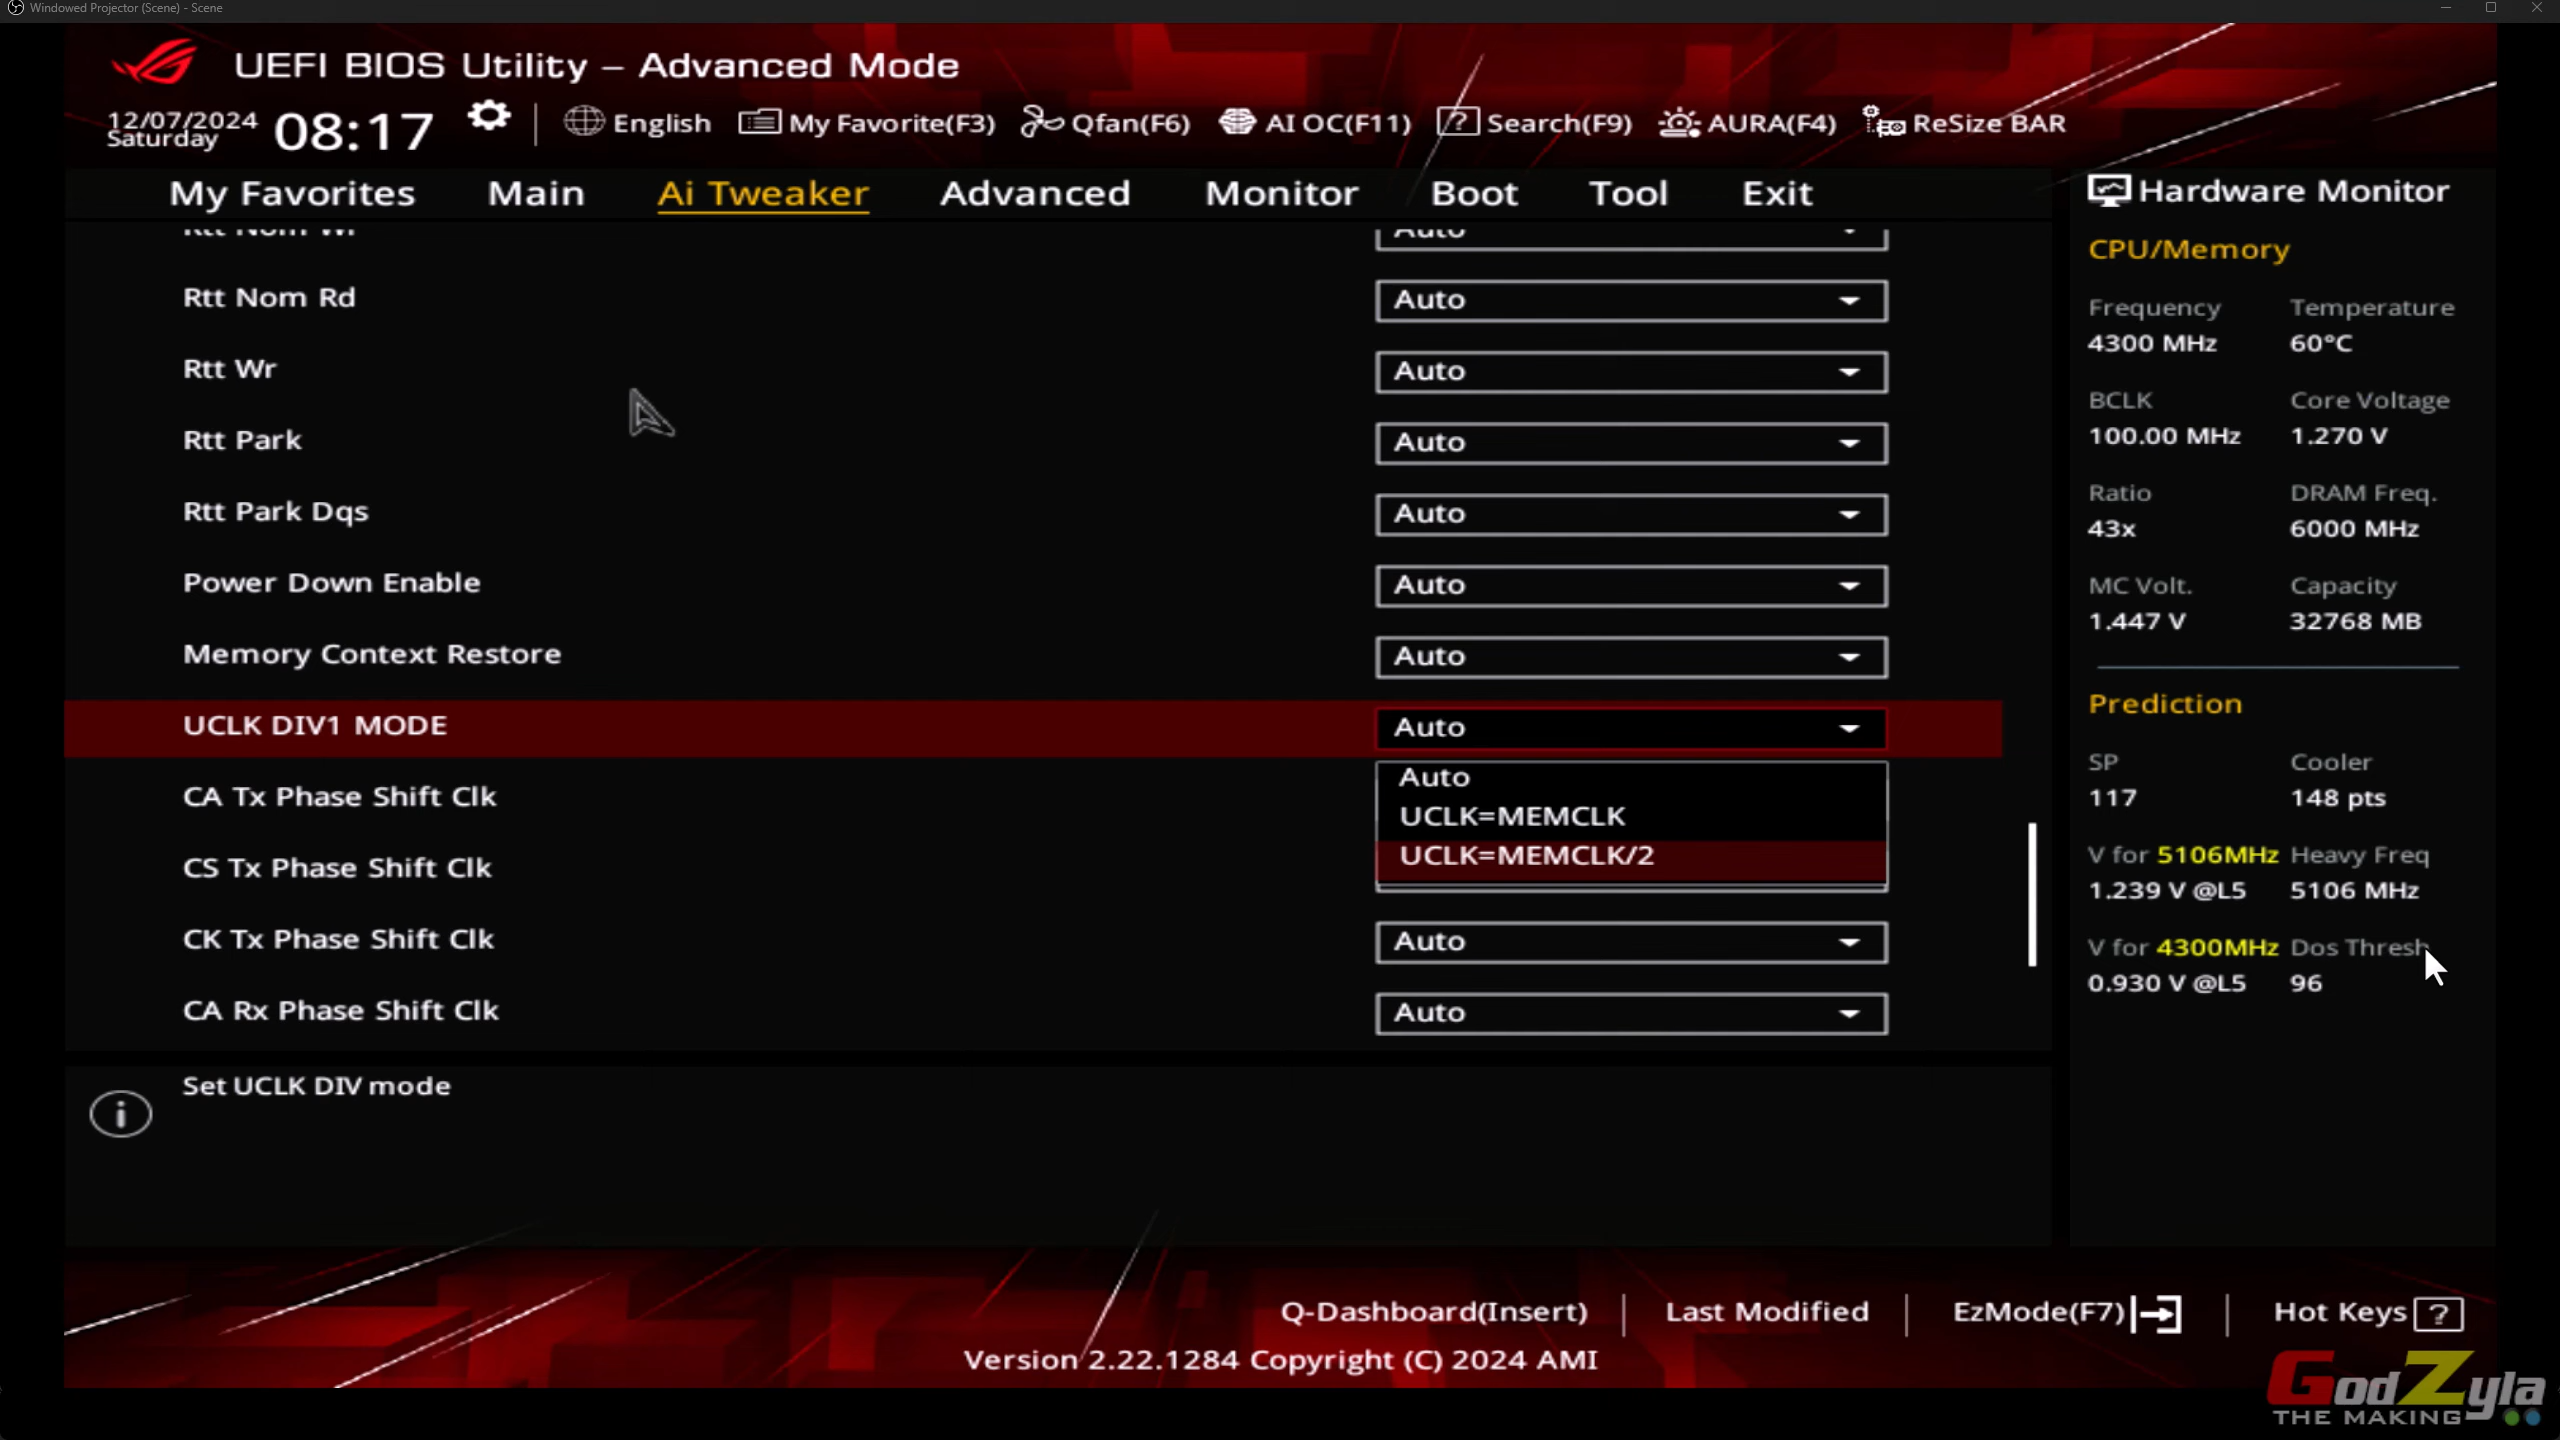 Windowed Projector (Scene) - Scene
UEFI BIOS Utility – Advanced Mode
12/07/2024
Saturday
08:17
English
My Favorite(F3)
Qfan(F6)
AI OC(F11)
Search(F9)
AURA(F4)
ReSize BAR
My Favorites Main Ai Tweaker Advanced Monitor Boot Tool Exit
Rtt Nom Wr Auto
Rtt Nom Rd Auto
Rtt Wr Auto
Rtt Park Auto
Rtt Park Dqs Auto
Power Down Enable Auto
Memory Context Restore Auto
UCLK DIV1 MODE Auto
Auto
UCLK=MEMCLK
UCLK=MEMCLK/2
CA Tx Phase Shift Clk
CS Tx Phase Shift Clk
CK Tx Phase Shift Clk Auto
CA Rx Phase Shift Clk Auto
Set UCLK DIV mode
Hardware Monitor
CPU/Memory
Frequency Temperature
4300 MHz 60°C
BCLK Core Voltage
100.00 MHz 1.270 V
Ratio DRAM Freq.
43x 6000 MHz
MC Volt. Capacity
1.447 V 32768 MB
Prediction
SP Cooler
117 148 pts
V for 5106MHz Heavy Freq
1.239 V @L5 5106 MHz
V for 4300MHz Dos Thresh
0.930 V @L5 96
Q-Dashboard(Insert) Last Modified EzMode(F7) Hot Keys ?
Version 2.22.1284 Copyright (C) 2024 AMI
GodZyla
THE MAKING